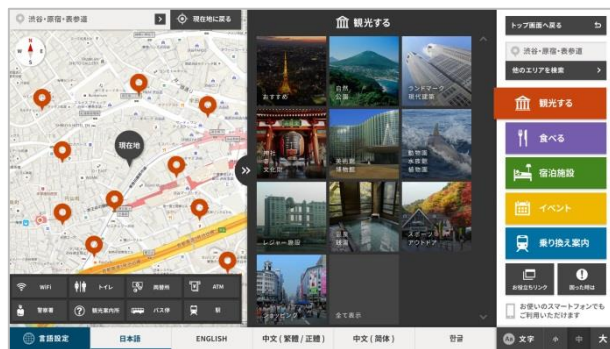 渋谷・原宿・表参道
現在地に戻る
N
W
E
S
現在地
WiFi
トイレ
両替所
ATM
警察署
観光案内所
バス停
駅
観光する
おすすめ
自然
公園
ランドマーク
現代建築
神社
寺
文化財
美術館
博物館
動物園
水族館
植物園
レジャー施設
スポーツ
アウトドア
ショッピング
全て表示
トップ画面へ戻る
渋谷・原宿・表参道
他のエリアを検索
観光する
食べる
宿泊施設
イベント
乗り換え案内
お役立ちリンク
困った時は
お使いのスマートフォンでも
ご利用いただけます
言語設定
日本語
ENGLISH
中文 ( 繁體 / 正體 )
中文 ( 简体 )
한글
文字
小
中
大